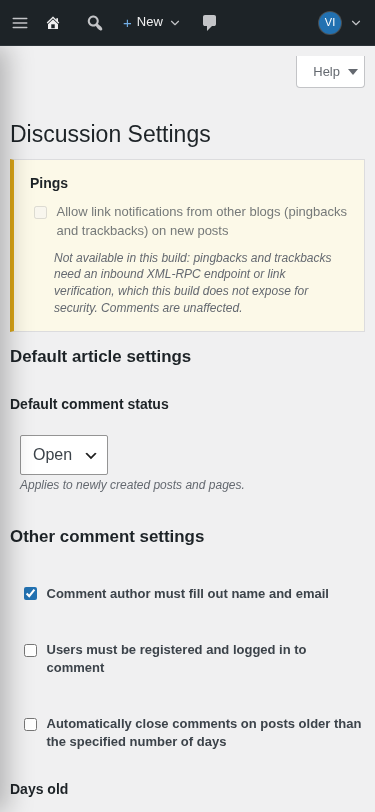 + New
VI
Help
Discussion Settings
Pings
Allow link notifications from other blogs (pingbacks
and trackbacks) on new posts
Not available in this build: pingbacks and trackbacks
need an inbound XML-RPC endpoint or link
verification, which this build does not expose for
security. Comments are unaffected.
Default article settings
Default comment status
Open
Applies to newly created posts and pages.
Other comment settings
Comment author must fill out name and email
Users must be registered and logged in to
comment
Automatically close comments on posts older than
the specified number of days
Days old